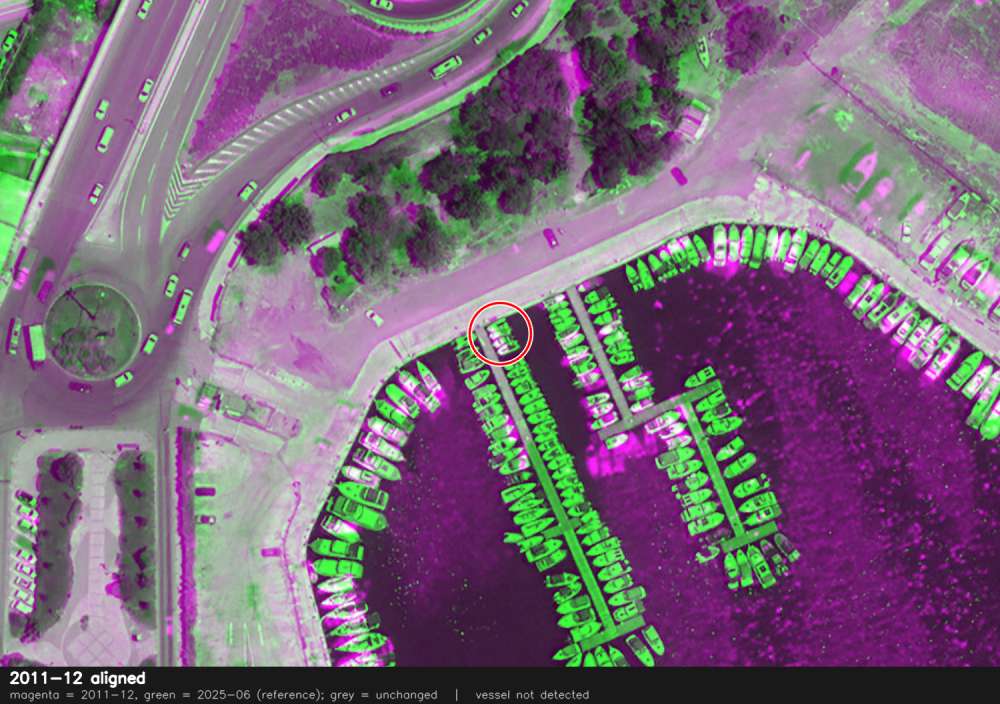 2011-12 aligned
magenta = 2011-12, green = 2025-06 (reference); grey = unchanged | vessel not detected